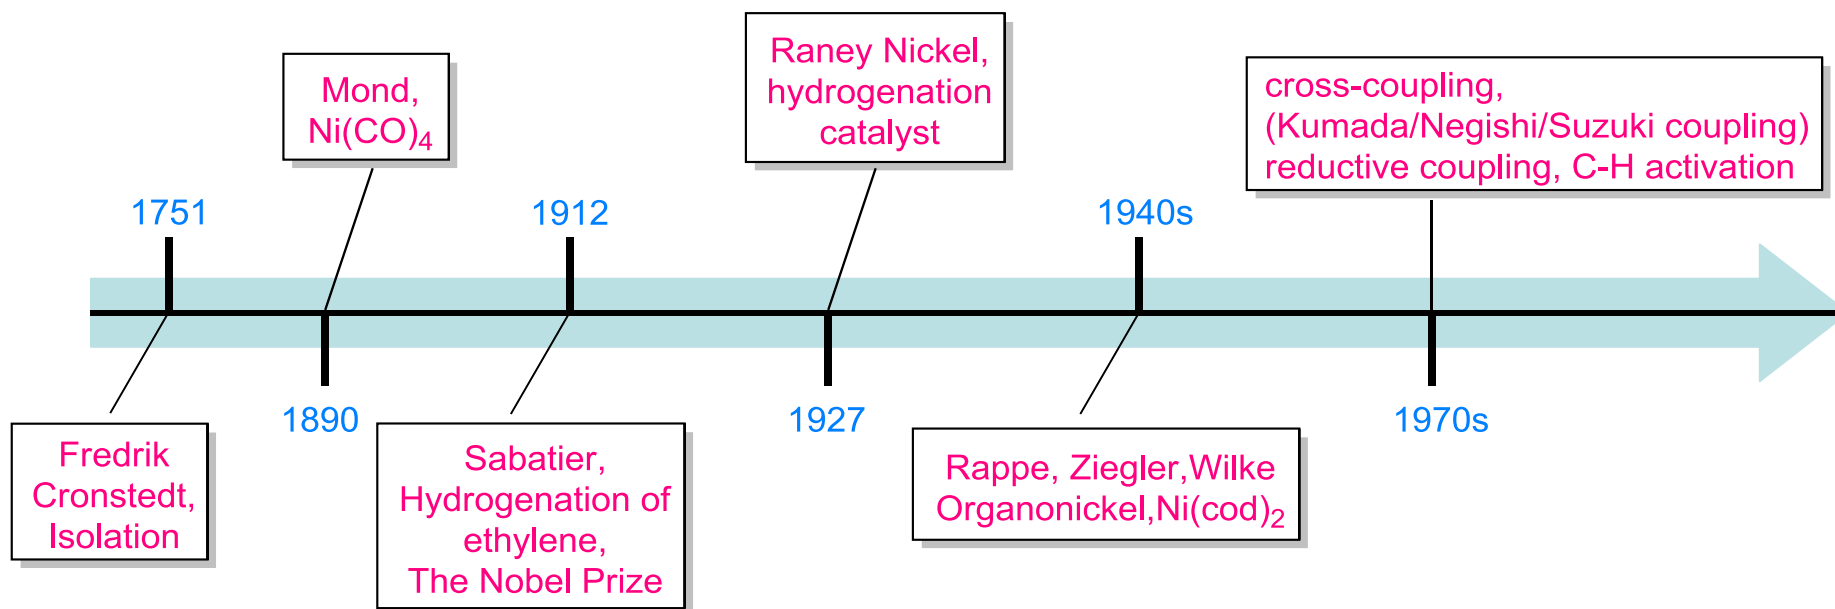 Mond,
Ni(CO)4
Raney Nickel,
hydrogenation
catalyst
cross-coupling,
(Kumada/Negishi/Suzuki coupling)
reductive coupling, C-H activation
1751
1912
1940s
1890
1927
1970s
Fredrik
Cronstedt,
Isolation
Sabatier,
Hydrogenation of
ethylene,
The Nobel Prize
Rappe, Ziegler,Wilke
Organonickel,Ni(cod)2